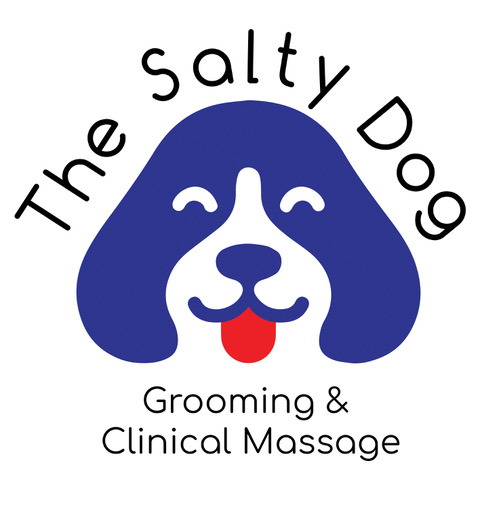 The Salty Dog
Grooming &
Clinical Massage